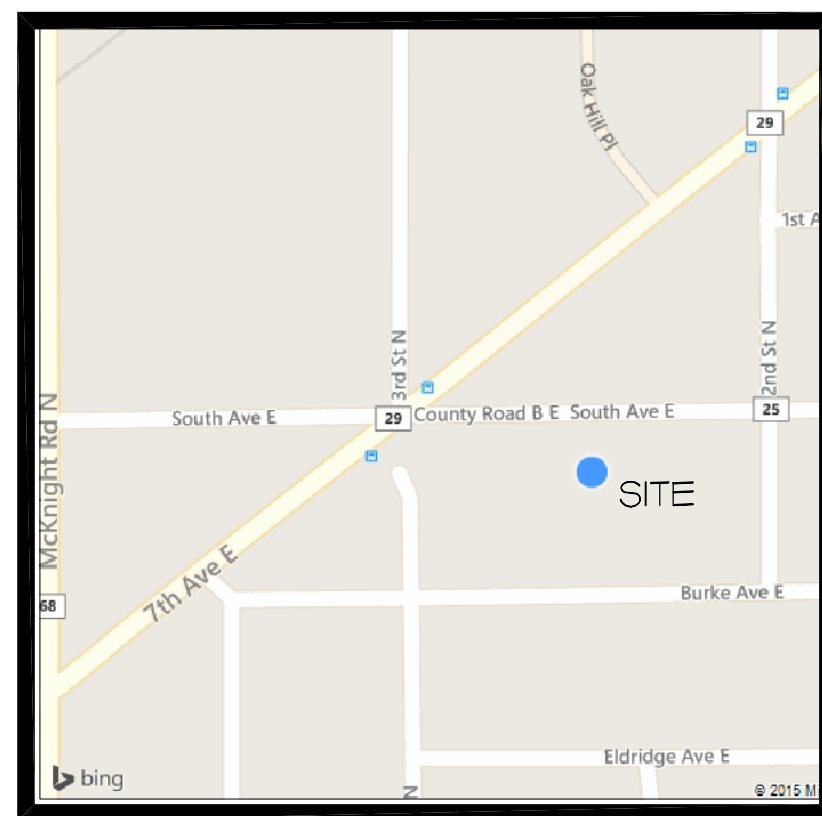 Oak Hill Pl
29
1st A
3rd St N
2nd St N
South Ave E
29
County Road B E
South Ave E
25
McKnight Rd N
SITE
7th Ave E
68
Burke Ave E
Eldridge Ave E
bing
N
© 2015 M